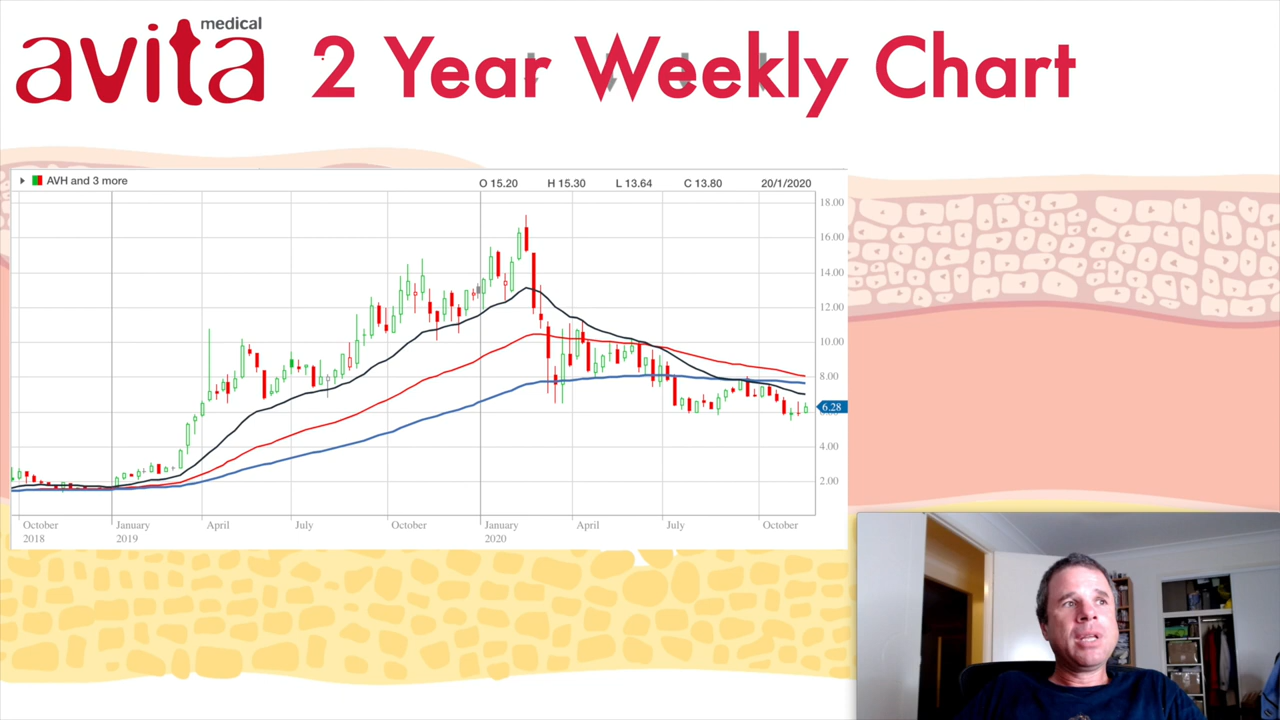 avita medical
2 Year Weekly Chart
AVH and 3 more
O 15.20 H 15.30 L 13.64 C 13.80 20/1/2020
18.00
16.00
14.00
12.00
10.00
8.00
6.28
4.00
2.00
October January April July October January April July October
2018 2019 2020